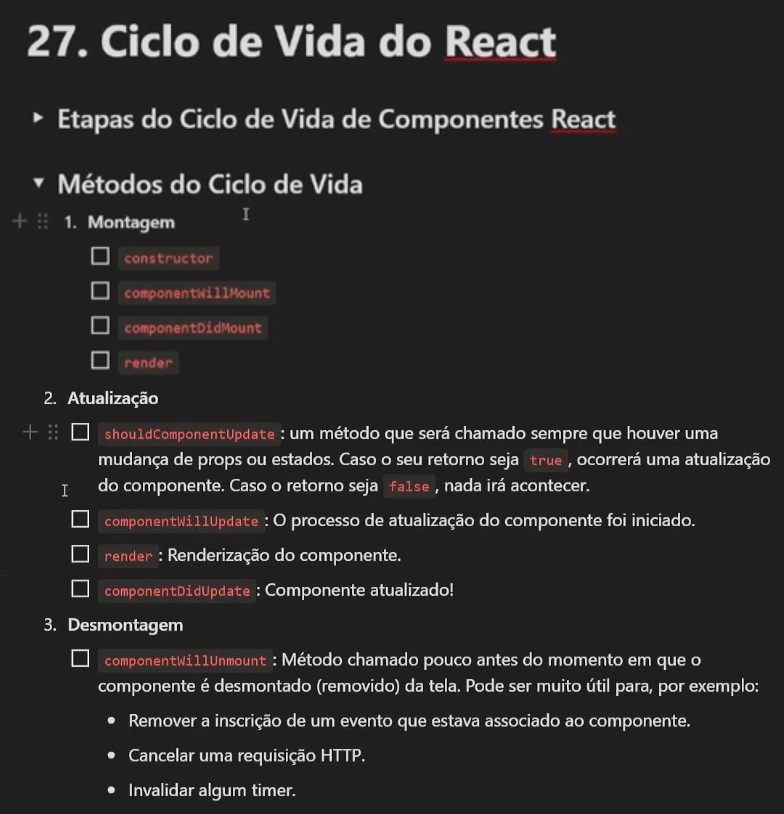 27. Ciclo de Vida do React
Etapas do Ciclo de Vida de Componentes React
Métodos do Ciclo de Vida
1. Montagem
constructor
componentWillMount
componentDidMount
render
2. Atualização
shouldComponentUpdate : um método que será chamado sempre que houver uma
mudança de props ou estados. Caso o seu retorno seja true , ocorrerá uma atualização
do componente. Caso o retorno seja false , nada irá acontecer.
componentWillUpdate : O processo de atualização do componente foi iniciado.
render : Renderização do componente.
componentDidUpdate : Componente atualizado!
3. Desmontagem
componentWillUnmount : Método chamado pouco antes do momento em que o
componente é desmontado (removido) da tela. Pode ser muito útil para, por exemplo:
• Remover a inscrição de um evento que estava associado ao componente.
• Cancelar uma requisição HTTP.
• Invalidar algum timer.